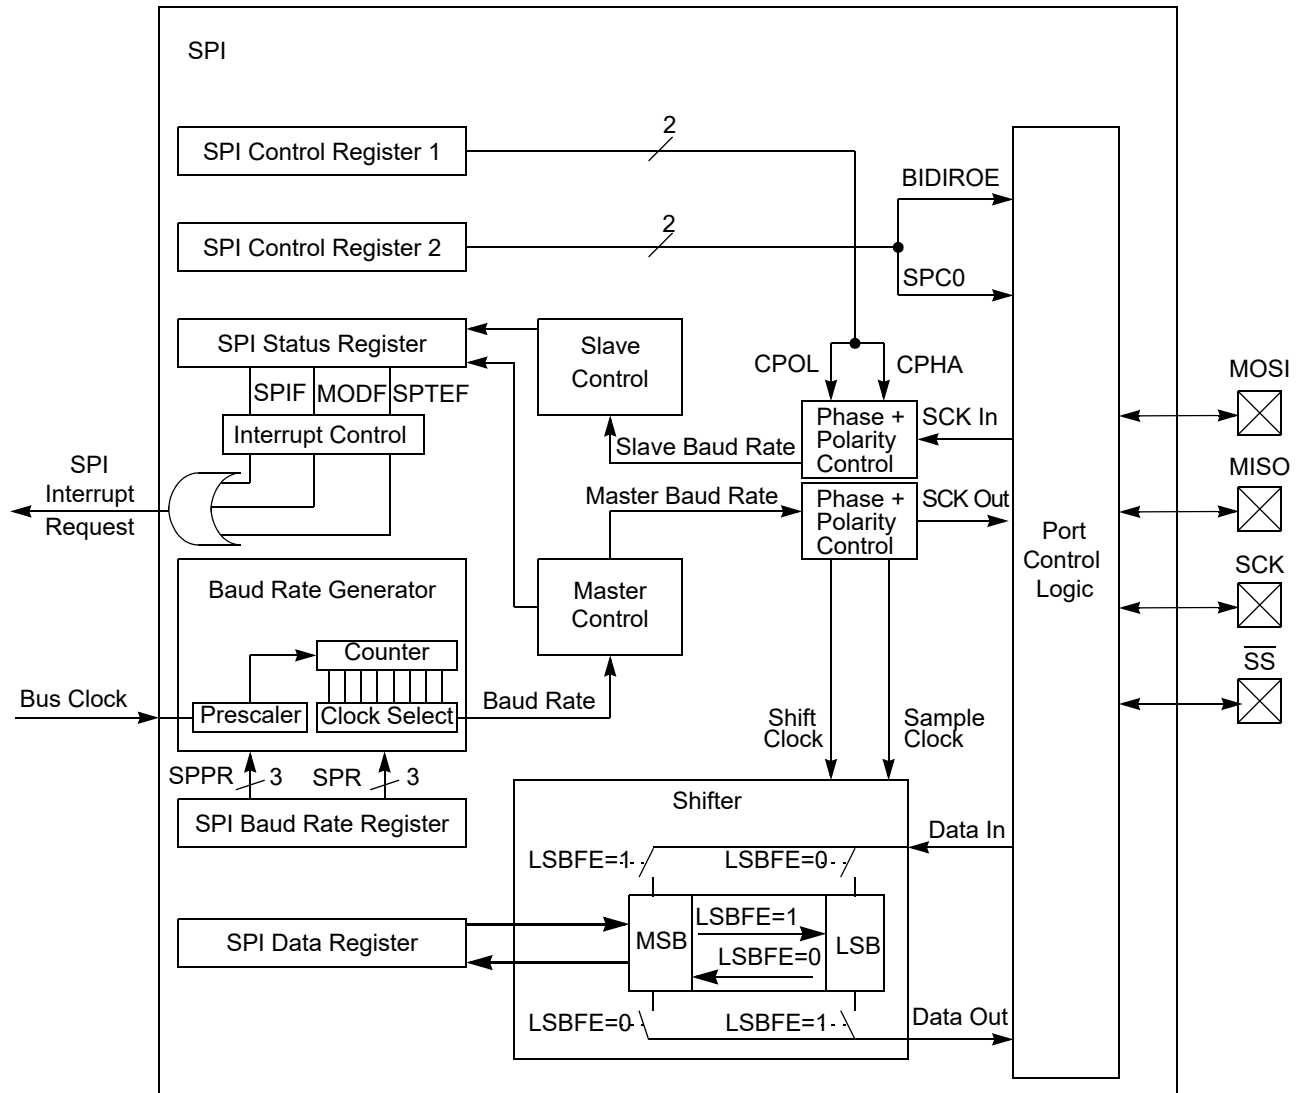 SPI
SPI Control Register 1
2
BIDIROE
SPI Control Register 2
2
SPC0
SPI Status Register
Slave
Control
CPOL
CPHA
MOSI
SPIF
MODF
SPTEF
Interrupt Control
Phase +
Polarity
Control
SCK In
Slave Baud Rate
SPI
Interrupt
Request
MISO
Master Baud Rate
Phase +
Polarity
Control
SCK Out
Port
Control
Logic
SCK
Baud Rate Generator
Master
Control
Counter
SS
Bus Clock
Prescaler
Clock Select
Baud Rate
Shift
Clock
Sample
Clock
SPPR
3
SPR
3
SPI Baud Rate Register
Shifter
Data In
LSBFE=1
LSBFE=0
SPI Data Register
MSB
LSBFE=1
LSBFE=0
LSB
LSBFE=0
LSBFE=1
Data Out